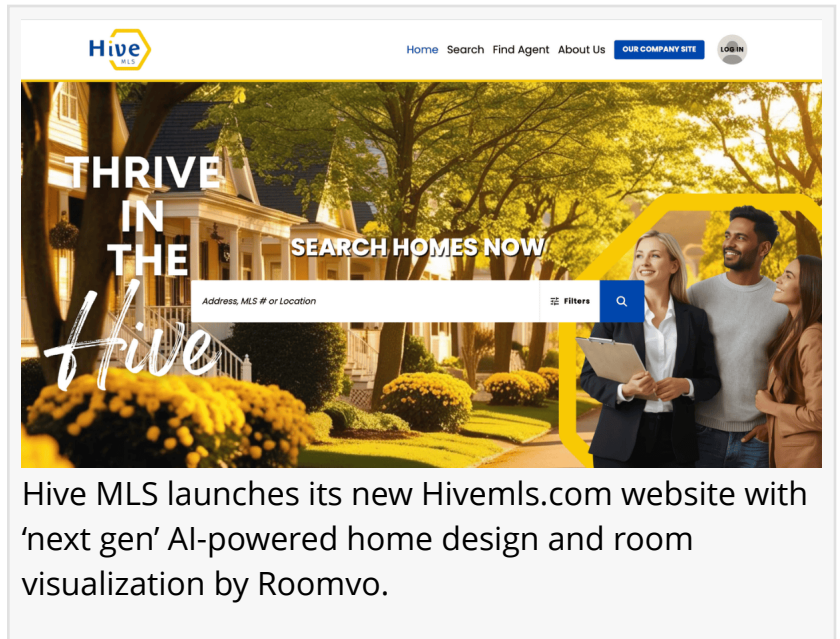 Hive
MLS
Home Search Find Agent About Us OUR COMPANY SITE LOG IN
THRIVE
IN
THE
Hive
SEARCH HOMES NOW
Address, MLS # or Location
Filters
Hive MLS launches its new Hivemls.com website with
‘next gen’ AI-powered home design and room
visualization by Roomvo.